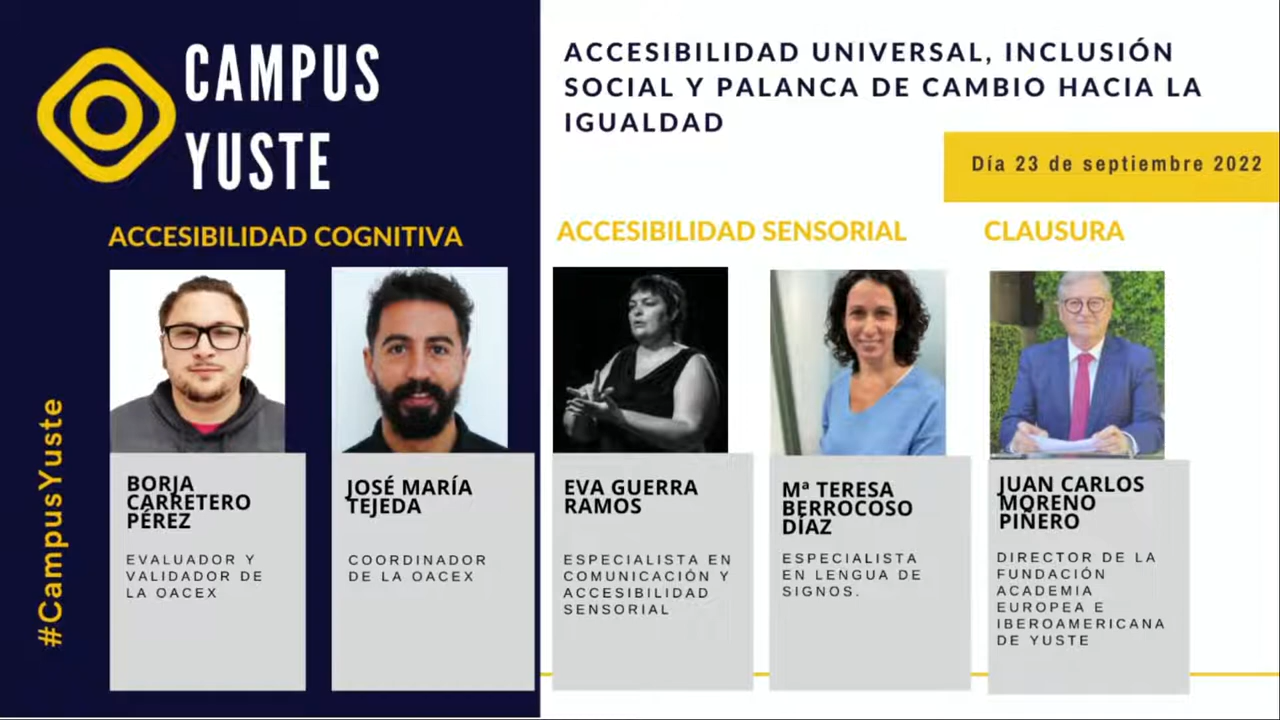 CAMPUS
YUSTE
ACCESIBILIDAD UNIVERSAL, INCLUSIÓN
SOCIAL Y PALANCA DE CAMBIO HACIA LA
IGUALDAD
Día 23 de septiembre 2022
ACCESIBILIDAD COGNITIVA
ACCESIBILIDAD SENSORIAL
CLAUSURA
#CampusYuste
BORJA
CARRETERO
PÉREZ
EVALUADOR Y
VALIDADOR DE
LA OACEX
JOSÉ MARÍA
TEJEDA
COORDINADOR
DE LA OACEX
EVA GUERRA
RAMOS
ESPECIALISTA EN
COMUNICACIÓN Y
ACCESIBILIDAD
SENSORIAL
Mª TERESA
BERROCOSO
DÍAZ
ESPECIALISTA
EN LENGUA DE
SIGNOS.
JUAN CARLOS
MORENO
PIÑERO
DIRECTOR DE LA
FUNDACIÓN
ACADEMIA
EUROPEA E
IBEROAMERICANA
DE YUSTE